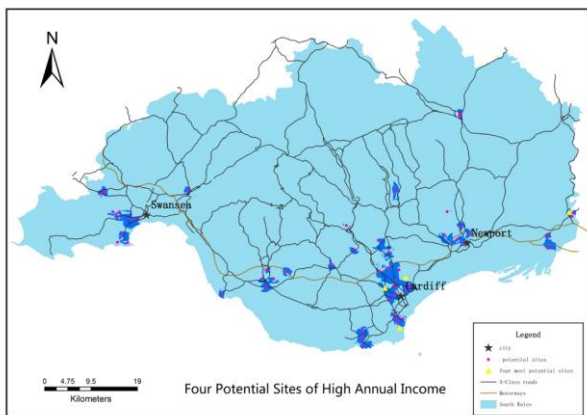 N
Swansea
Newport
Cardiff
Legend
city
potential sites
four most potential sites
A-Class roads
Motorways
South Wales
0 4.75 9.5 19
Kilometers
Four Potential Sites of High Annual Income